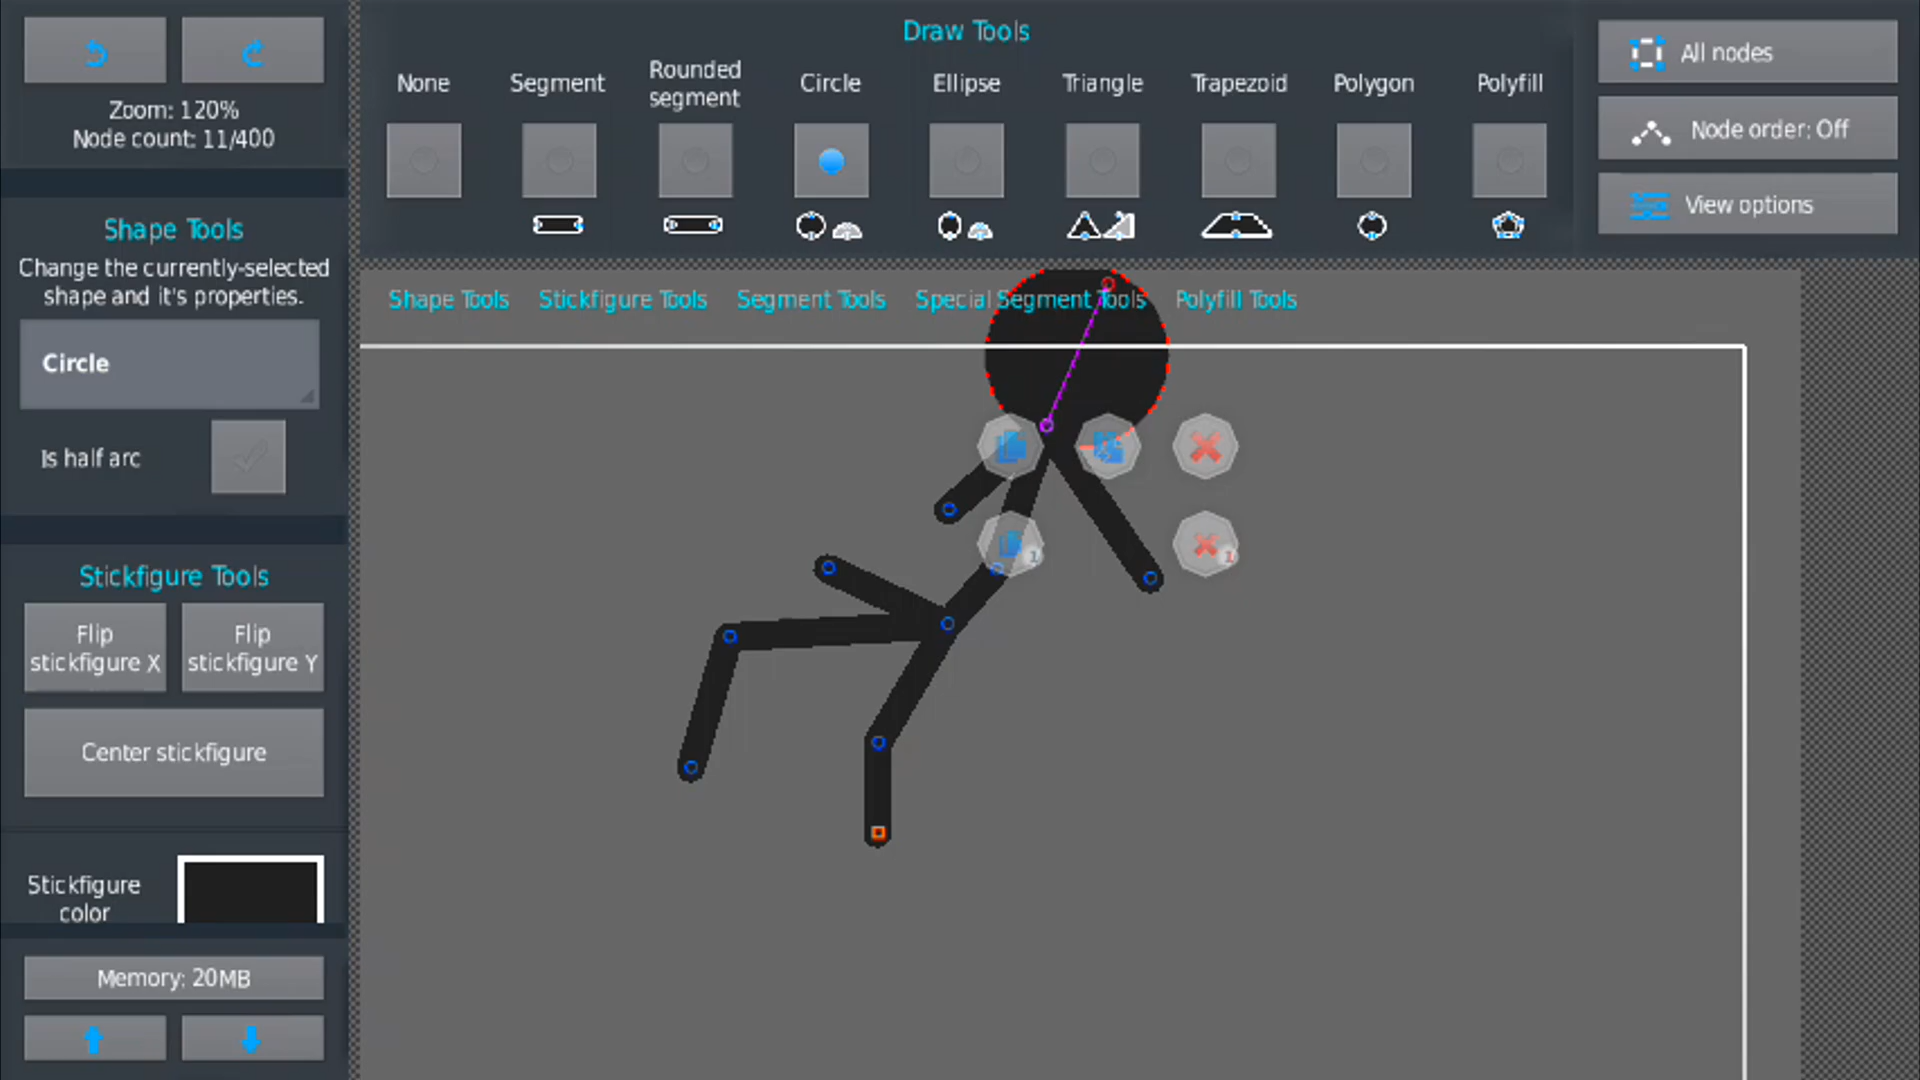 Zoom: 120%
Node count: 11/400
Shape Tools
Change the currently-selected
shape and it's properties.
Circle
Is half arc
Stickfigure Tools
Flip
stickfigure X
Flip
stickfigure Y
Center stickfigure
Stickfigure
color
Memory: 20MB
Draw Tools
None
Segment
Rounded
segment
Circle
Ellipse
Triangle
Trapezoid
Polygon
Polyfill
All nodes
Node order: Off
View options
Shape Tools
Stickfigure Tools
Segment Tools
Special Segment Tools
Polyfill Tools
1
1